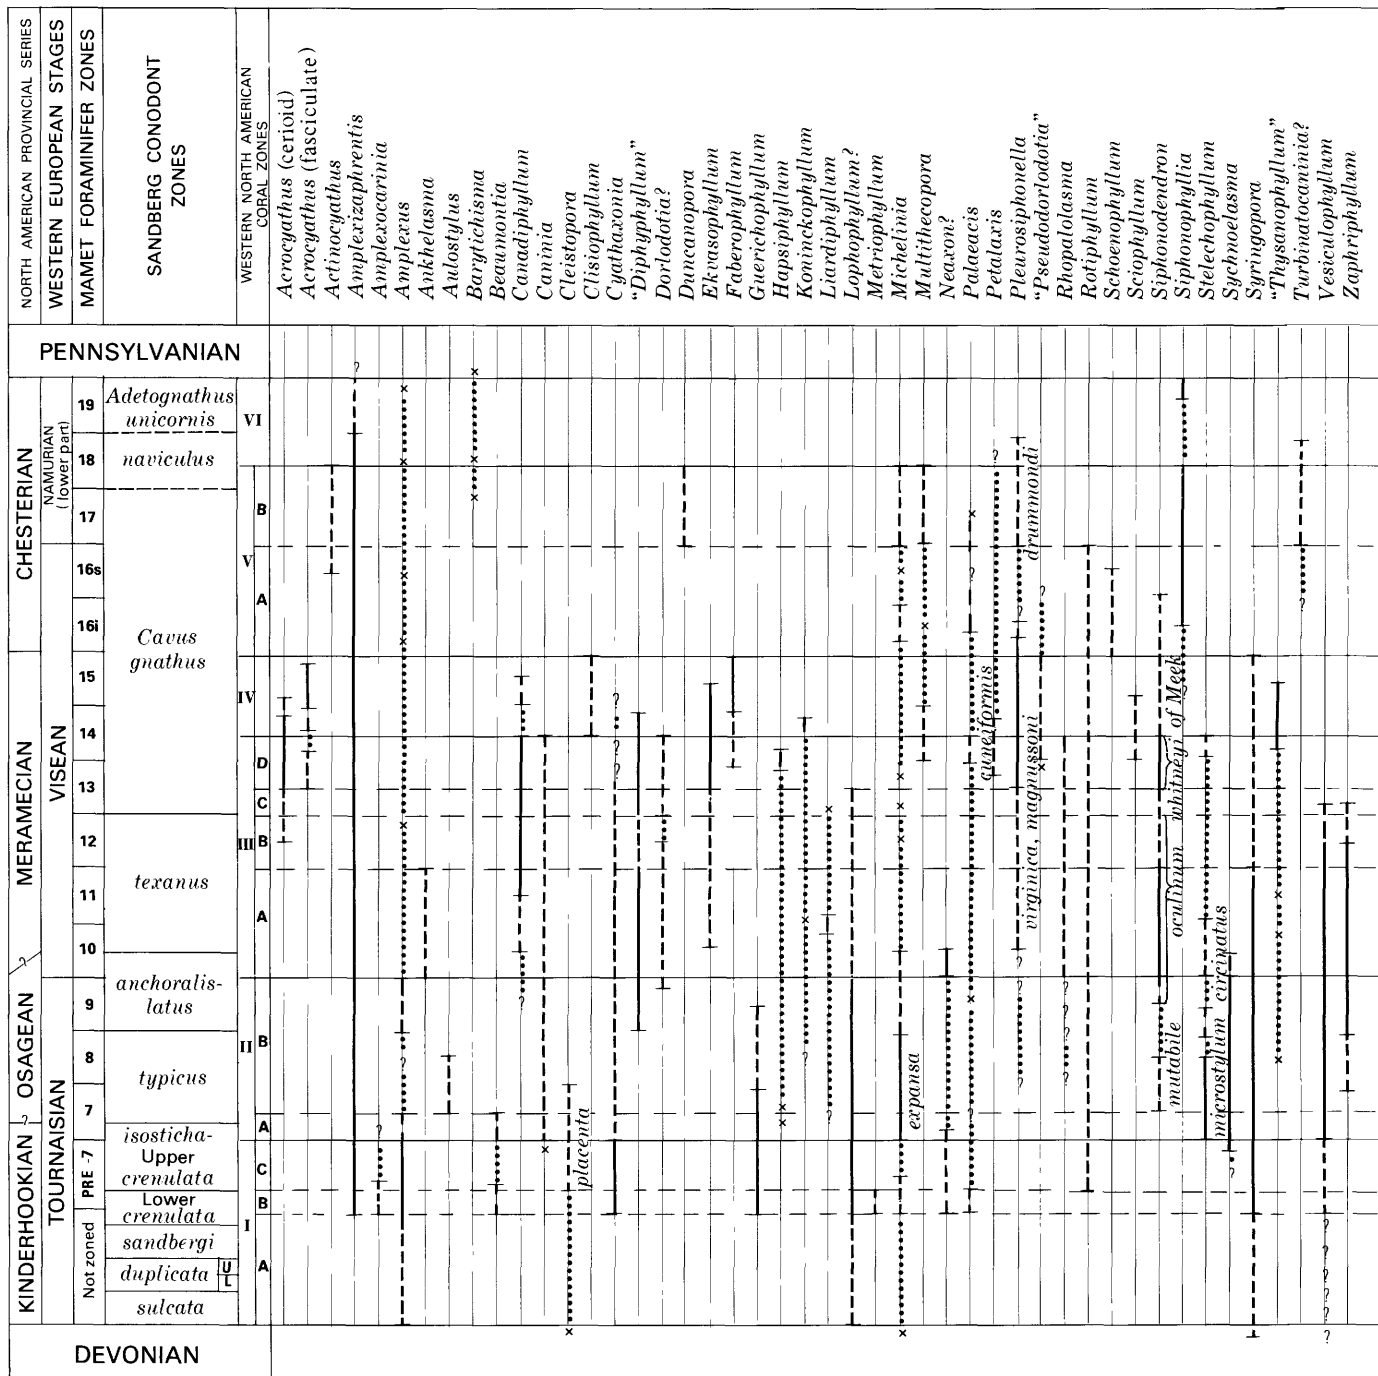 NORTH AMERICAN PROVINCIAL SERIES
WESTERN EUROPEAN STAGES
MAMET FORAMINIFER ZONES
SANDBERG CONODONT
ZONES
WESTERN NORTH AMERICAN
CORAL ZONES
Acrocyathus (cerioid)
Acrocyathus (fasciculate)
Actinocyathus
Amplexizaphrentis
Amplexocarinia
Amplexus
Ankhelasma
Aulostylus
Barytichisma
Beaumontia
Canadiphyllum
Caninia
Cleistopora
Clisiophyllum
Cyathaxonia
"Diphyphyllum"
Dorlodotia?
Duncanopora
Ekvasophyllum
Faberophyllum
Guerichophyllum
Hapsiphyllum
Koninckophyllum
Liardiphyllum
Lophophyllum?
Metriophyllum
Michelinia
Multithecopora
Neaxon?
Palaeacis
Petalaxis
Pleurosiphonella
"Pseudodorlodotia"
Rhopalolasma
Rotiphyllum
Schoenophyllum
Sciophyllum
Siphonodendron
Siphonophyllia
Stelechophyllum
Sychnoelasma
Syringopora
"Thysanophyllum"
Turbinatocaninia?
Vesiculophyllum
Zaphriphyllum
PENNSYLVANIAN
CHESTERIAN
MERAMECIAN
?
OSAGEAN
?
KINDERHOOKIAN
NAMURIAN
(lower part)
VISEAN
TOURNAISIAN
19
18
17
16s
16i
15
14
13
12
11
10
9
8
7
PRE -7
Not zoned
Adetognathus
unicornis
naviculus
Cavus
gnathus
texanus
anchoralis-
latus
typicus
isosticha-
Upper
crenulata
Lower
crenulata
sandbergi
duplicata
U
L
sulcata
VI
V
IV
III
II
I
B
A
D
C
B
A
B
A
C
B
A
placenta
expansa
cuneiformis
drummondi
virginica, magnussoni
whitneyi of Meek
oculinum
mutabile
microstylum
circinatus
DEVONIAN